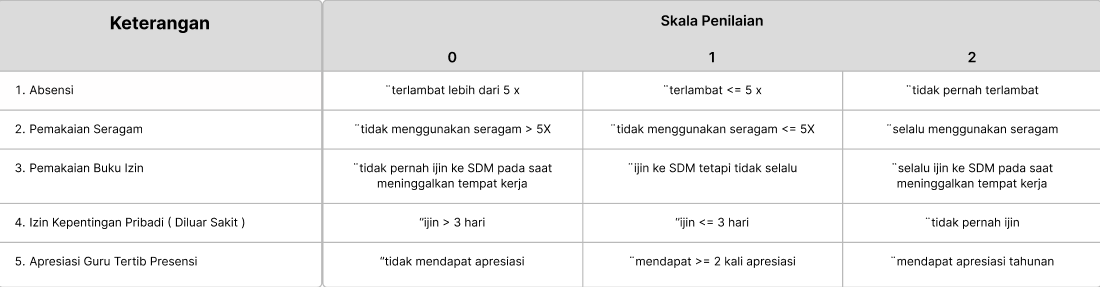 Keterangan
Skala Penilaian
0
1
2
1. Absensi
¨terlambat lebih dari 5 x
¨terlambat <= 5 x
¨tidak pernah terlambat
2. Pemakaian Seragam
¨tidak menggunakan seragam > 5X
¨tidak menggunakan seragam <= 5X
¨selalu menggunakan seragam
3. Pemakaian Buku Izin
¨tidak pernah ijin ke SDM pada saat
meninggalkan tempat kerja
¨ijin ke SDM tetapi tidak selalu
¨selalu ijin ke SDM pada saat
meninggalkan tempat kerja
4. Izin Kepentingan Pribadi ( Diluar Sakit )
"ijin > 3 hari
"ijin <= 3 hari
¨tidak pernah ijin
5. Apresiasi Guru Tertib Presensi
"tidak mendapat apresiasi
¨mendapat >= 2 kali apresiasi
¨mendapat apresiasi tahunan